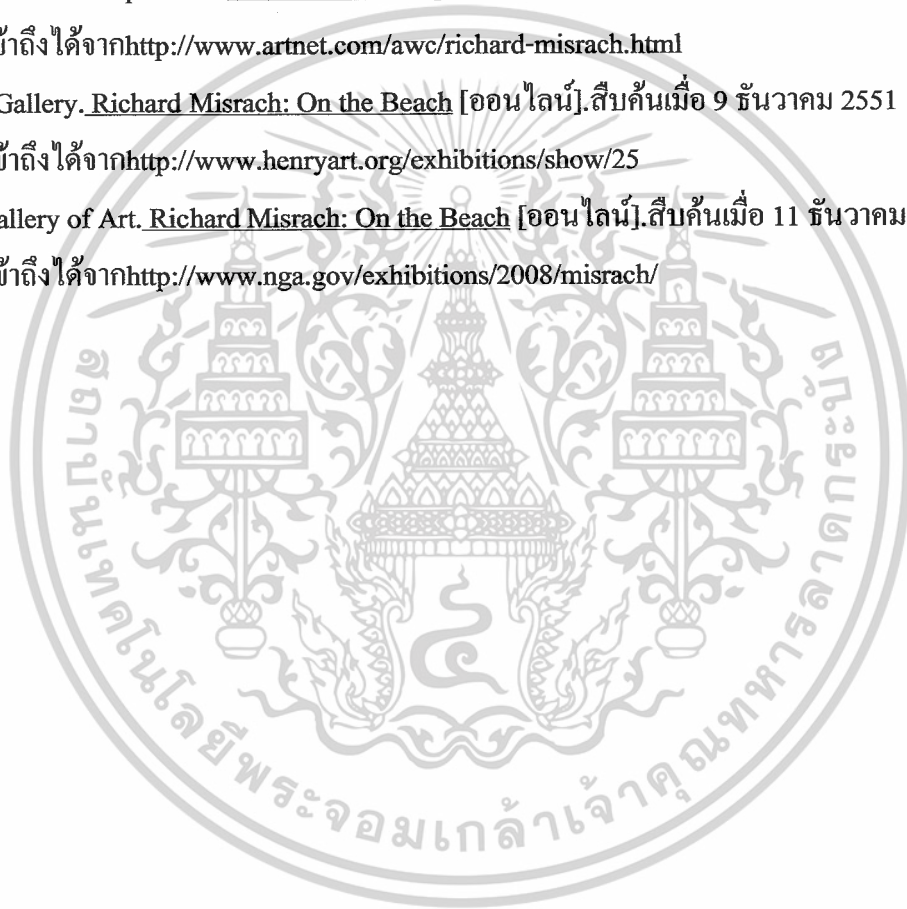 ข้าถึงได้จากhttp://www.artnet.com/awc/richard-misrach.html
Gallery. Richard Misrach: On the Beach [ออนไลน์].สืบค้นเมื่อ 9 ธันวาคม 2551
ข้าถึงได้จากhttp://www.henryart.org/exhibitions/show/25
allery of Art. Richard Misrach: On the Beach [ออนไลน์].สืบค้นเมื่อ 11 ธันวาคม
ข้าถึงได้จากhttp://www.nga.gov/exhibitions/2008/misrach/
สถาบันเทคโนโลยีพระจอมเกล้าเจ้าคุณทหารลาดกระบัง